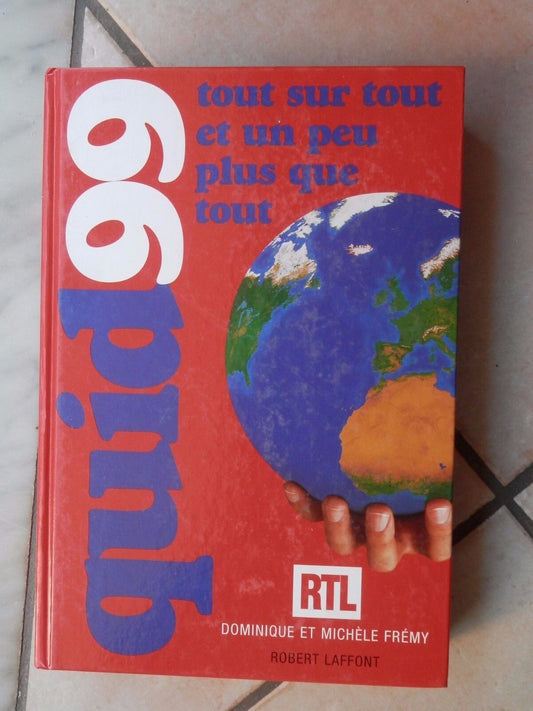 quid99
tout sur tout
et un peu
plus que
tout
RTL
DOMINIQUE ET MICHÈLE FRÉMY
ROBERT LAFFONT